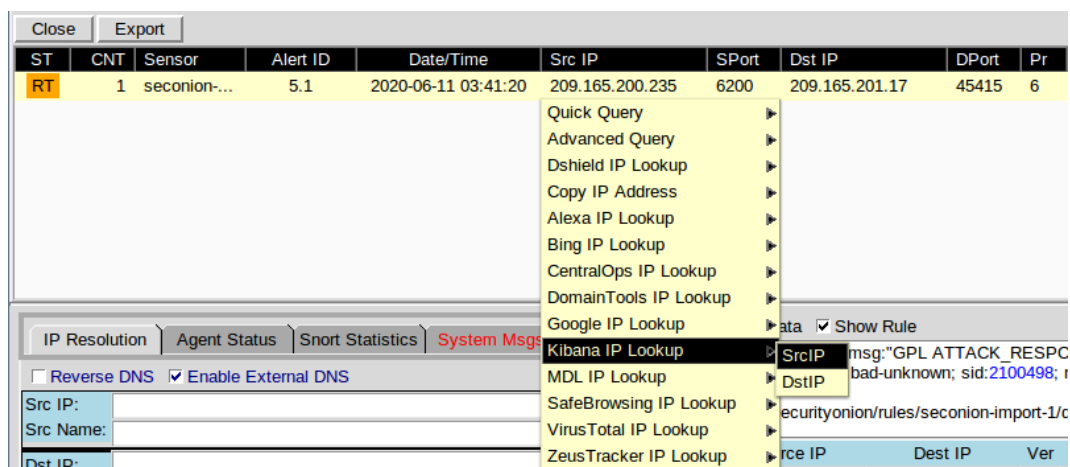 Close Export
ST CNT Sensor Alert ID Date/Time Src IP SPort Dst IP DPort Pr
RT 1 seconion-... 5.1 2020-06-11 03:41:20 209.165.200.235 6200 209.165.201.17 45415 6
Quick Query
Advanced Query
Dshield IP Lookup
Copy IP Address
Alexa IP Lookup
Bing IP Lookup
CentralOps IP Lookup
DomainTools IP Lookup
Google IP Lookup
Kibana IP Lookup
MDL IP Lookup
SafeBrowsing IP Lookup
VirusTotal IP Lookup
ZeusTracker IP Lookup
SrcIP
DstIP
IP Resolution Agent Status Snort Statistics System Msgs
Reverse DNS Enable External DNS
Src IP:
Src Name:
Dst IP:
ata Show Rule
msg:"GPL ATTACK_RESPO
bad-unknown; sid:2100498; r
ecurityonion/rules/seconion-import-1/d
rce IP Dest IP Ver